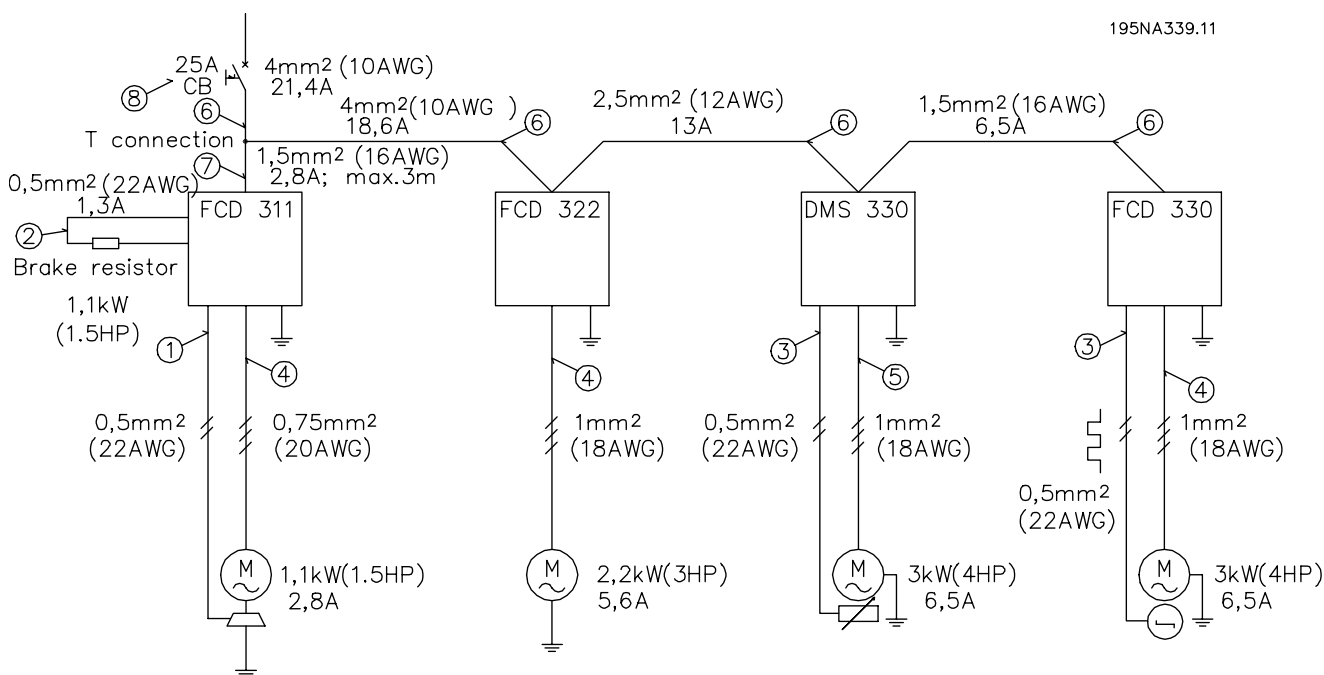 195NA339.11
25A
CB
4mm² (10AWG)
21,4A
8
6
4mm²(10AWG )
18,6A
6
2,5mm² (12AWG)
13A
6
1,5mm² (16AWG)
6,5A
6
T connection
7
1,5mm² (16AWG)
2,8A; max.3m
0,5mm² (22AWG)
1,3A
2
Brake resistor
1,1kW
(1.5HP)
FCD 311
FCD 322
DMS 330
FCD 330
1
4
4
3
5
3
4
0,5mm²
(22AWG)
0,75mm²
(20AWG)
1mm²
(18AWG)
0,5mm²
(22AWG)
1mm²
(18AWG)
0,5mm²
(22AWG)
1mm²
(18AWG)
M
1,1kW(1.5HP)
2,8A
M
2,2kW(3HP)
5,6A
M
3kW(4HP)
6,5A
M
3kW(4HP)
6,5A